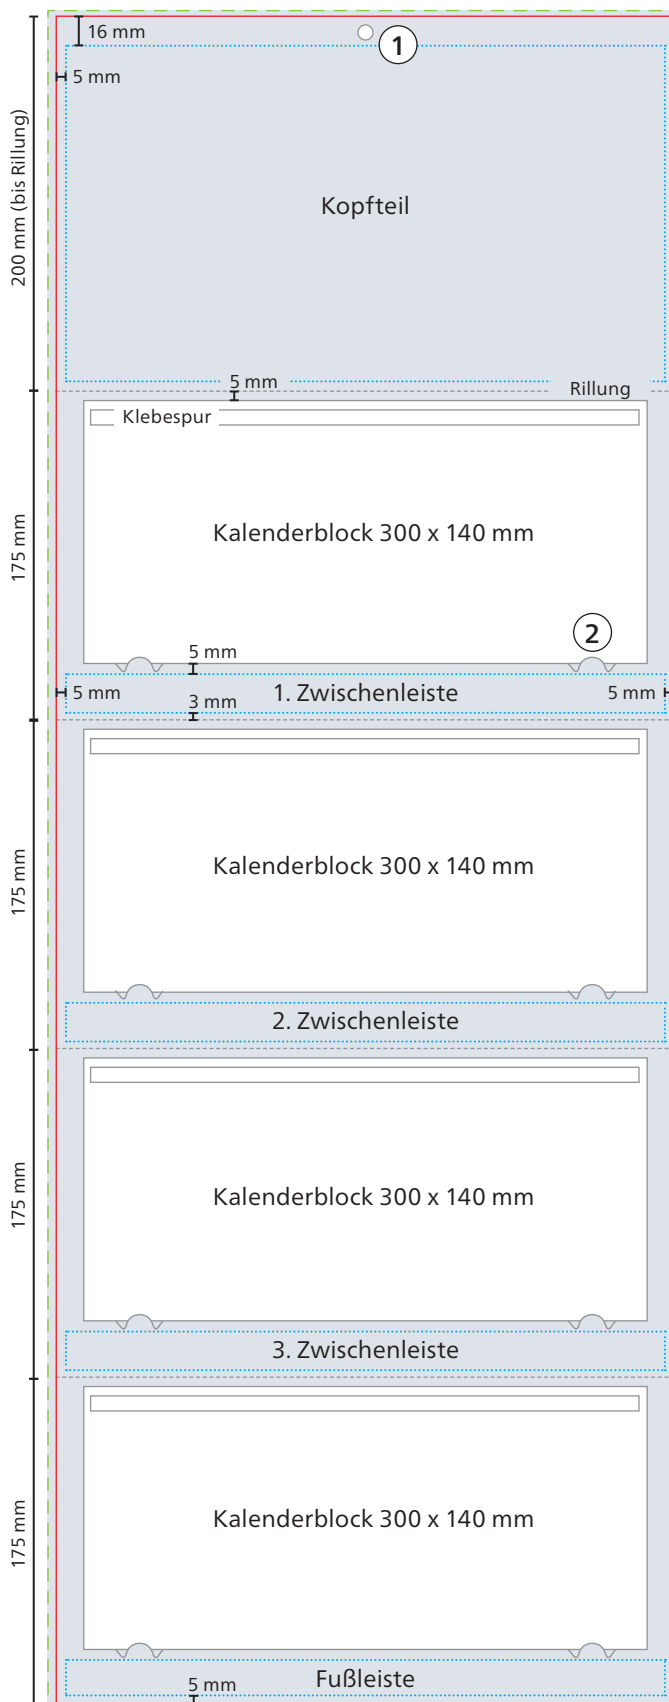 16 mm
1
5 mm
200 mm (bis Rillung)
Kopfteil
5 mm
Rillung
Klebespur
175 mm
Kalenderblock 300 x 140 mm
2
5 mm
5 mm
1. Zwischenleiste
5 mm
3 mm
175 mm
Kalenderblock 300 x 140 mm
2. Zwischenleiste
175 mm
Kalenderblock 300 x 140 mm
3. Zwischenleiste
175 mm
Kalenderblock 300 x 140 mm
Fußleiste
5 mm